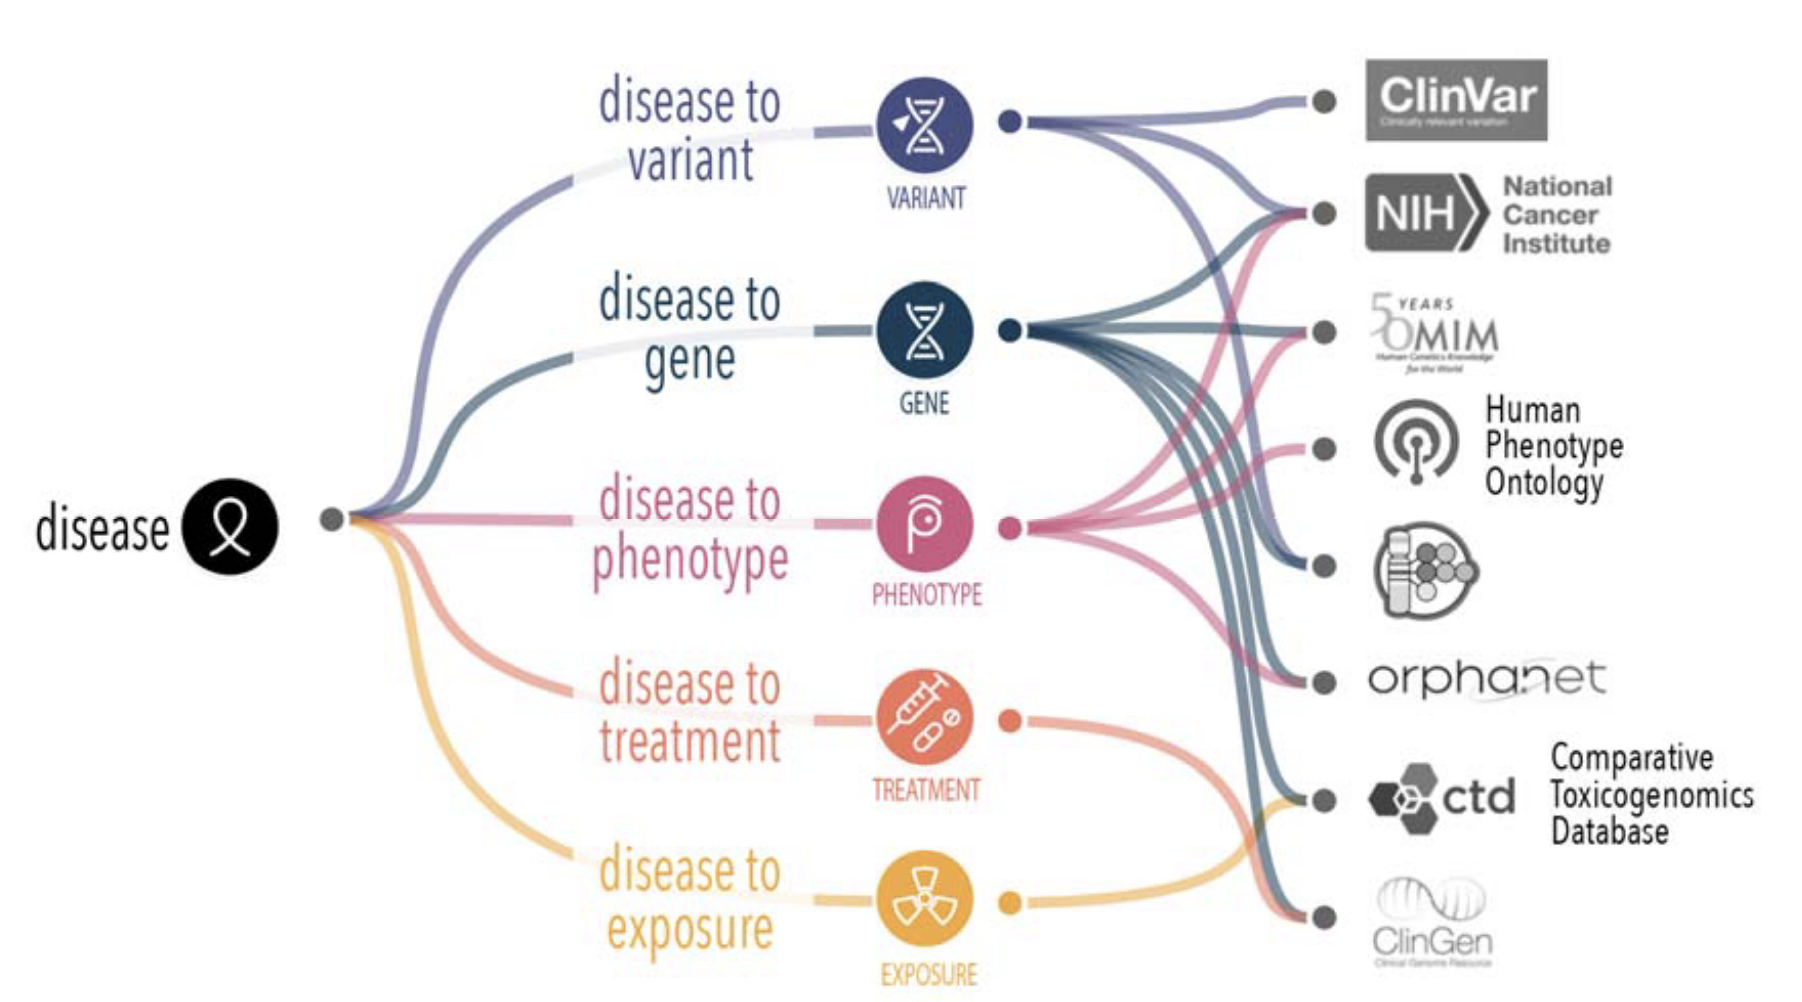 disease
disease to
variant
VARIANT
disease to
gene
GENE
disease to
phenotype
PHENOTYPE
disease to
treatment
TREATMENT
disease to
exposure
EXPOSURE
ClinVar
Clinically relevant variation
NIH
National
Cancer
Institute
50 YEARS
OMIM
Human Genetics Knowledge
for the World
Human
Phenotype
Ontology
orphanet
ctd
Comparative
Toxicogenomics
Database
ClinGen
Clinical Genome Resource